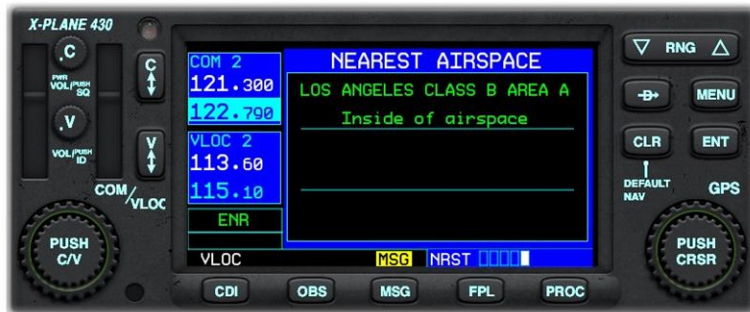 X-PLANE 430
C
PWR
VOL/PUSH
SQ
V
VOL/PUSH
ID
COM/VLOC
PUSH
C/V
C
V
COM 2
121.300
122.790
VLOC 2
113.60
115.10
ENR
VLOC
MSG
NRST
NEAREST AIRSPACE
LOS ANGELES CLASS B AREA A
Inside of airspace
RNG
D
MENU
CLR
ENT
DEFAULT
NAV
GPS
PUSH
CRSR
CDI
OBS
MSG
FPL
PROC